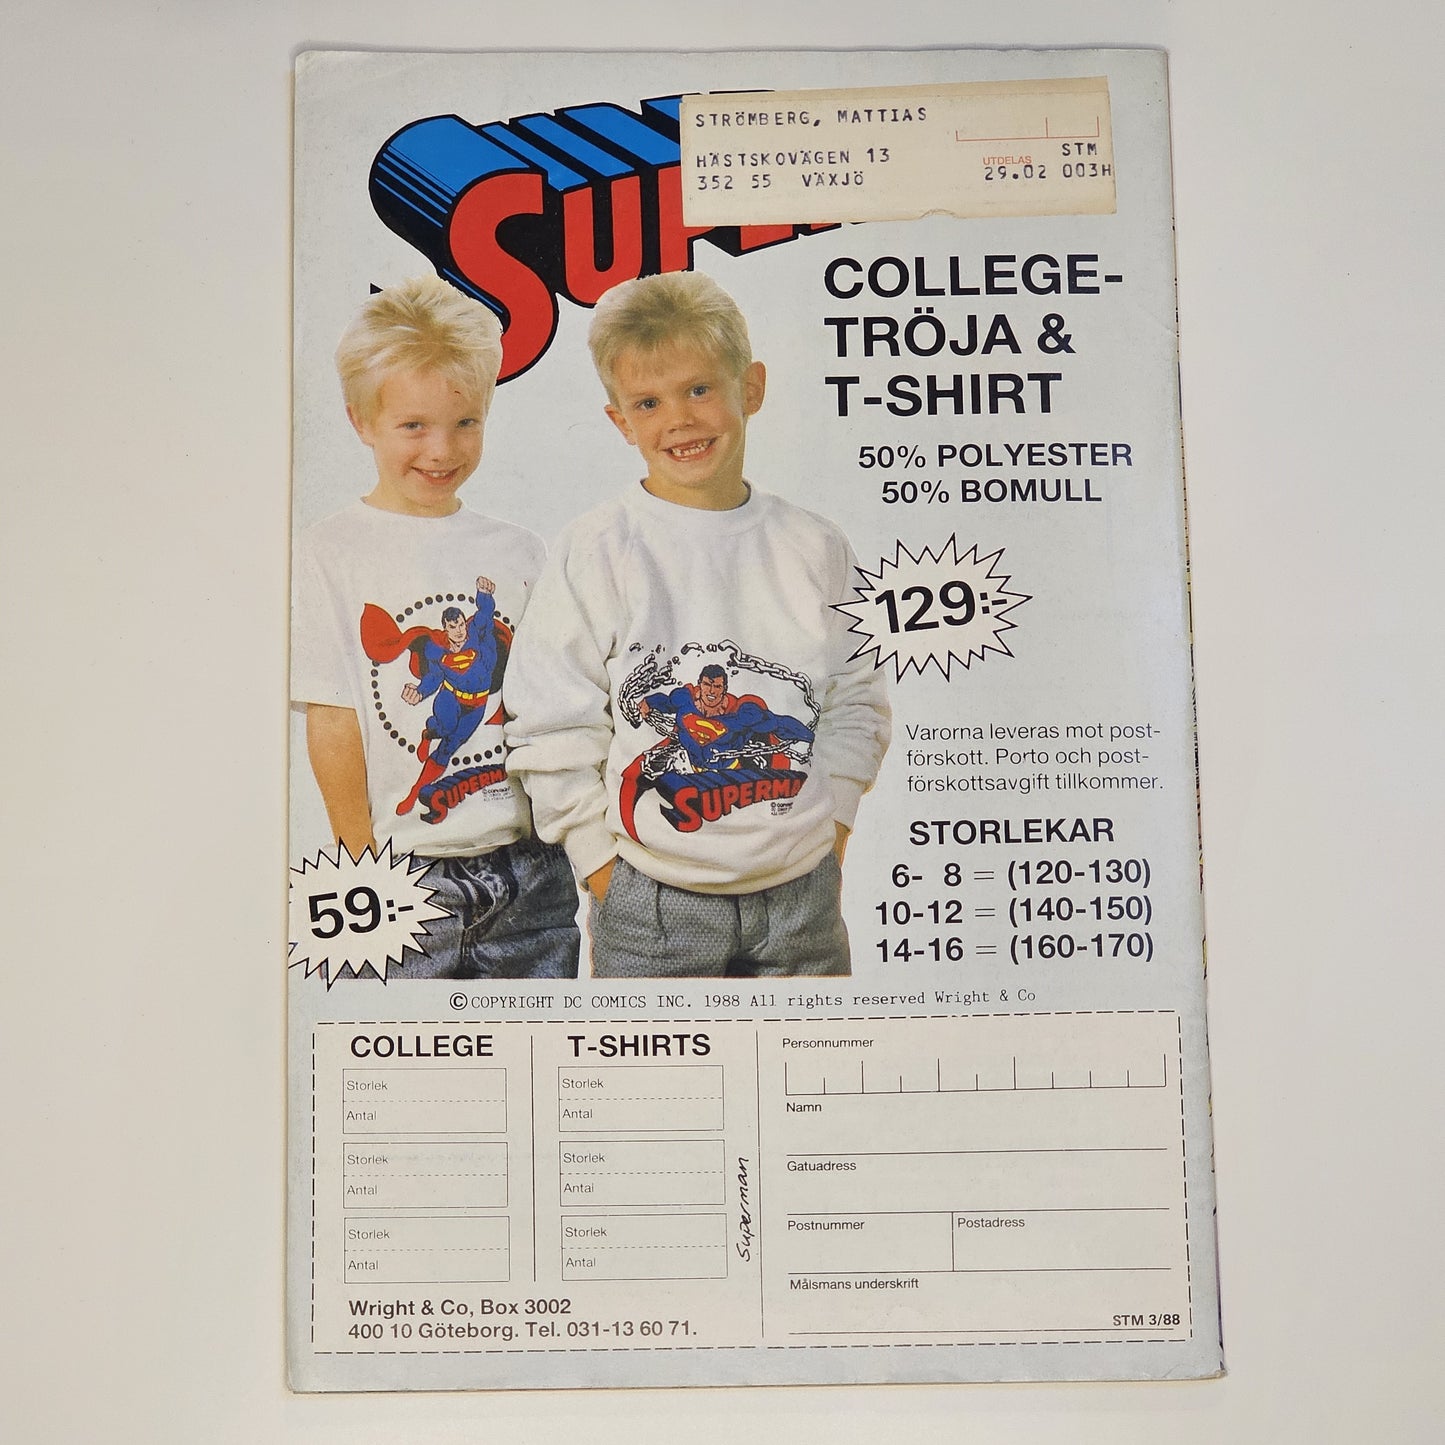 STRÖMBERG, MATTIAS
HÄSTSKOVÄGEN 13
352 55 VÄXJÖ
UTDELAS
STM
29.02 003H
COLLEGE-
TRÖJA &
T-SHIRT
50% POLYESTER
50% BOMULL
129:-
Varorna leveras mot post-
förskott. Porto och post-
förskottsavgift tillkommer.
STORLEKAR
6- 8 = (120-130)
10-12 = (140-150)
14-16 = (160-170)
59:-
© COPYRIGHT DC COMICS INC. 1988 All rights reserved Wright & Co
COLLEGE
Storlek
Antal
Storlek
Antal
Storlek
Antal
T-SHIRTS
Storlek
Antal
Storlek
Antal
Storlek
Antal
Superman
Wright & Co, Box 3002
400 10 Göteborg. Tel. 031-13 60 71.
Personnummer
Namn
Gatuadress
Postnummer
Postadress
Målsmans underskrift
STM 3/88